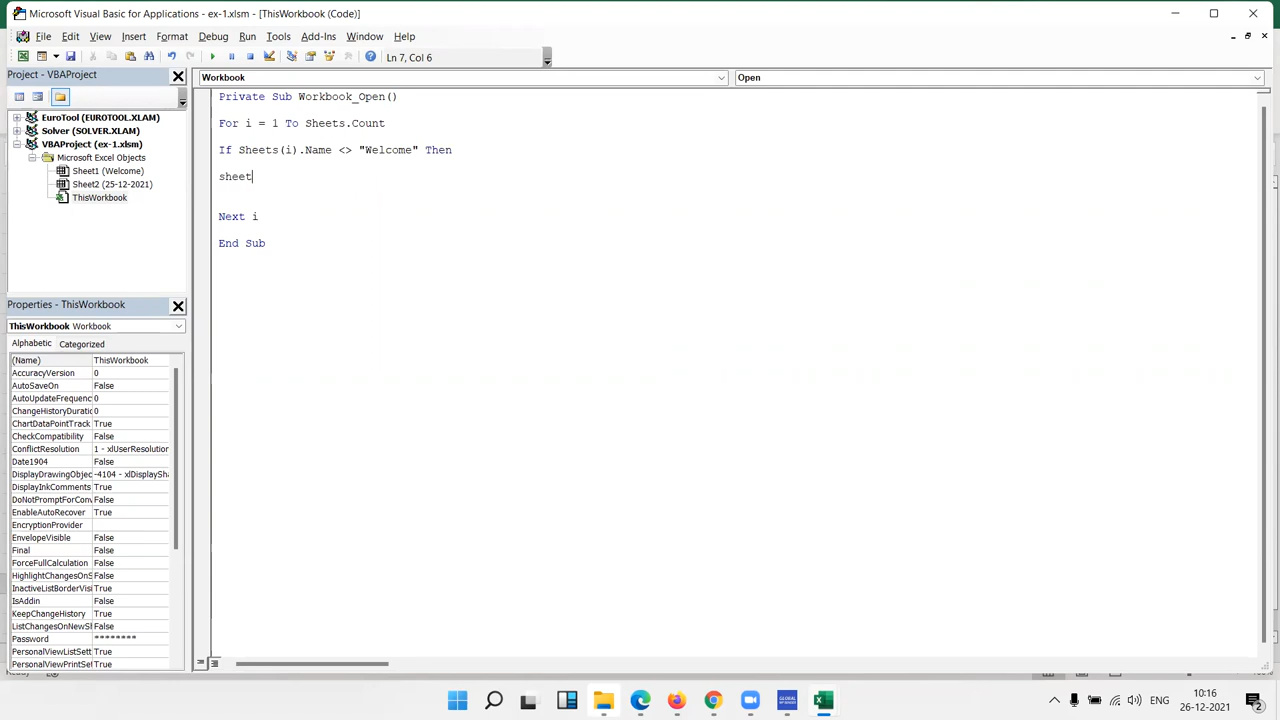 Microsoft Visual Basic for Applications - ex-1.xlsm - [ThisWorkbook (Code)]
File Edit View Insert Format Debug Run Tools Add-Ins Window Help
Ln 7, Col 6
Project - VBAProject
Workbook
Open
EuroTool (EUROTOOL.XLAM)
Solver (SOLVER.XLAM)
VBAProject (ex-1.xlsm)
Microsoft Excel Objects
Sheet1 (Welcome)
Sheet2 (25-12-2021)
ThisWorkbook
Private Sub Workbook_Open()
For i = 1 To Sheets.Count
If Sheets(i).Name <> "Welcome" Then
sheet
Next i
End Sub
Properties - ThisWorkbook
ThisWorkbook Workbook
Alphabetic Categorized
(Name) ThisWorkbook
AccuracyVersion 0
AutoSaveOn False
AutoUpdateFrequenc 0
ChangeHistoryDuratic 0
ChartDataPointTrack True
CheckCompatibility False
ConflictResolution 1 - xlUserResolution
Date1904 False
DisplayDrawingObjec -4104 - xlDisplaySha
DisplayInkComments True
DoNotPromptForConv False
EnableAutoRecover True
EncryptionProvider
EnvelopeVisible False
Final False
ForceFullCalculation False
HighlightChangesOnS False
InactiveListBorderVisi True
IsAddin False
KeepChangeHistory True
ListChangesOnNewSh False
Password ********
PersonalViewListSett True
PersonalViewPrintSet True
ENG
10:16
26-12-2021
2